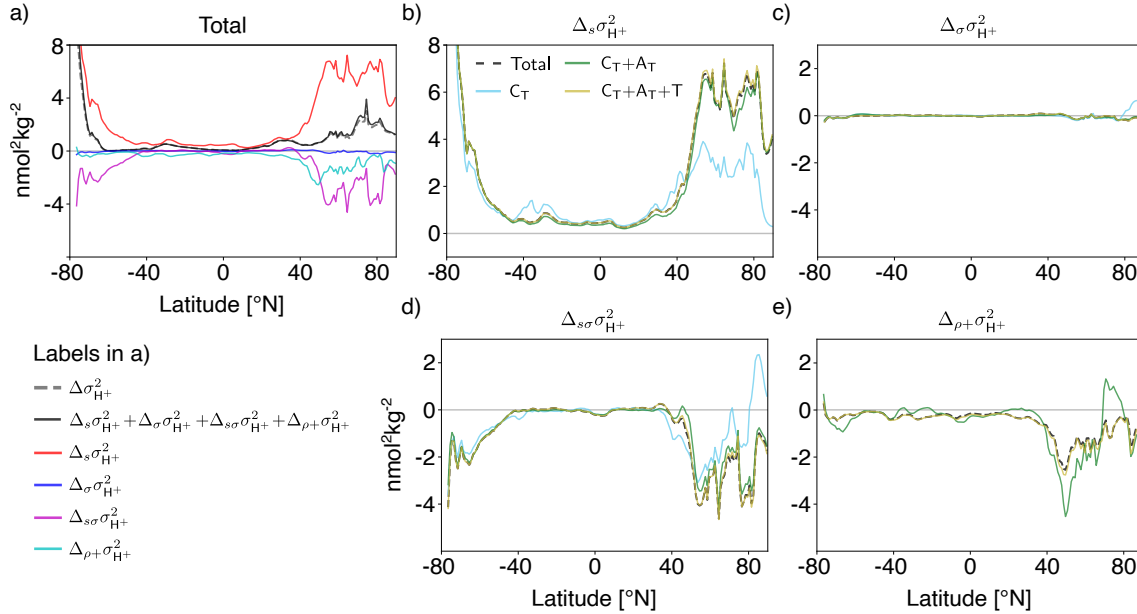 a)
Total
nmol²kg⁻²
8
4
0
-4
-80 -40 0 40 80
Latitude [°N]
b)
Δ_sσ²_H+
8
6
4
2
0
Total
C_T
C_T+A_T
C_T+A_T+T
-80 -40 0 40 80
c)
Δ_σσ²_H+
2
0
-2
-4
-80 -40 0 40 80
Labels in a)
Δσ²_H+
Δ_sσ²_H+ + Δ_σσ²_H+ + Δ_sσσ²_H+ + Δ_ρ+σ²_H+
Δ_sσ²_H+
Δ_σσ²_H+
Δ_sσσ²_H+
Δ_ρ+σ²_H+
d)
Δ_sσσ²_H+
nmol²kg⁻²
2
0
-2
-4
-80 -40 0 40 80
Latitude [°N]
e)
Δ_ρ+σ²_H+
2
0
-2
-4
-80 -40 0 40 80
Latitude [°N]